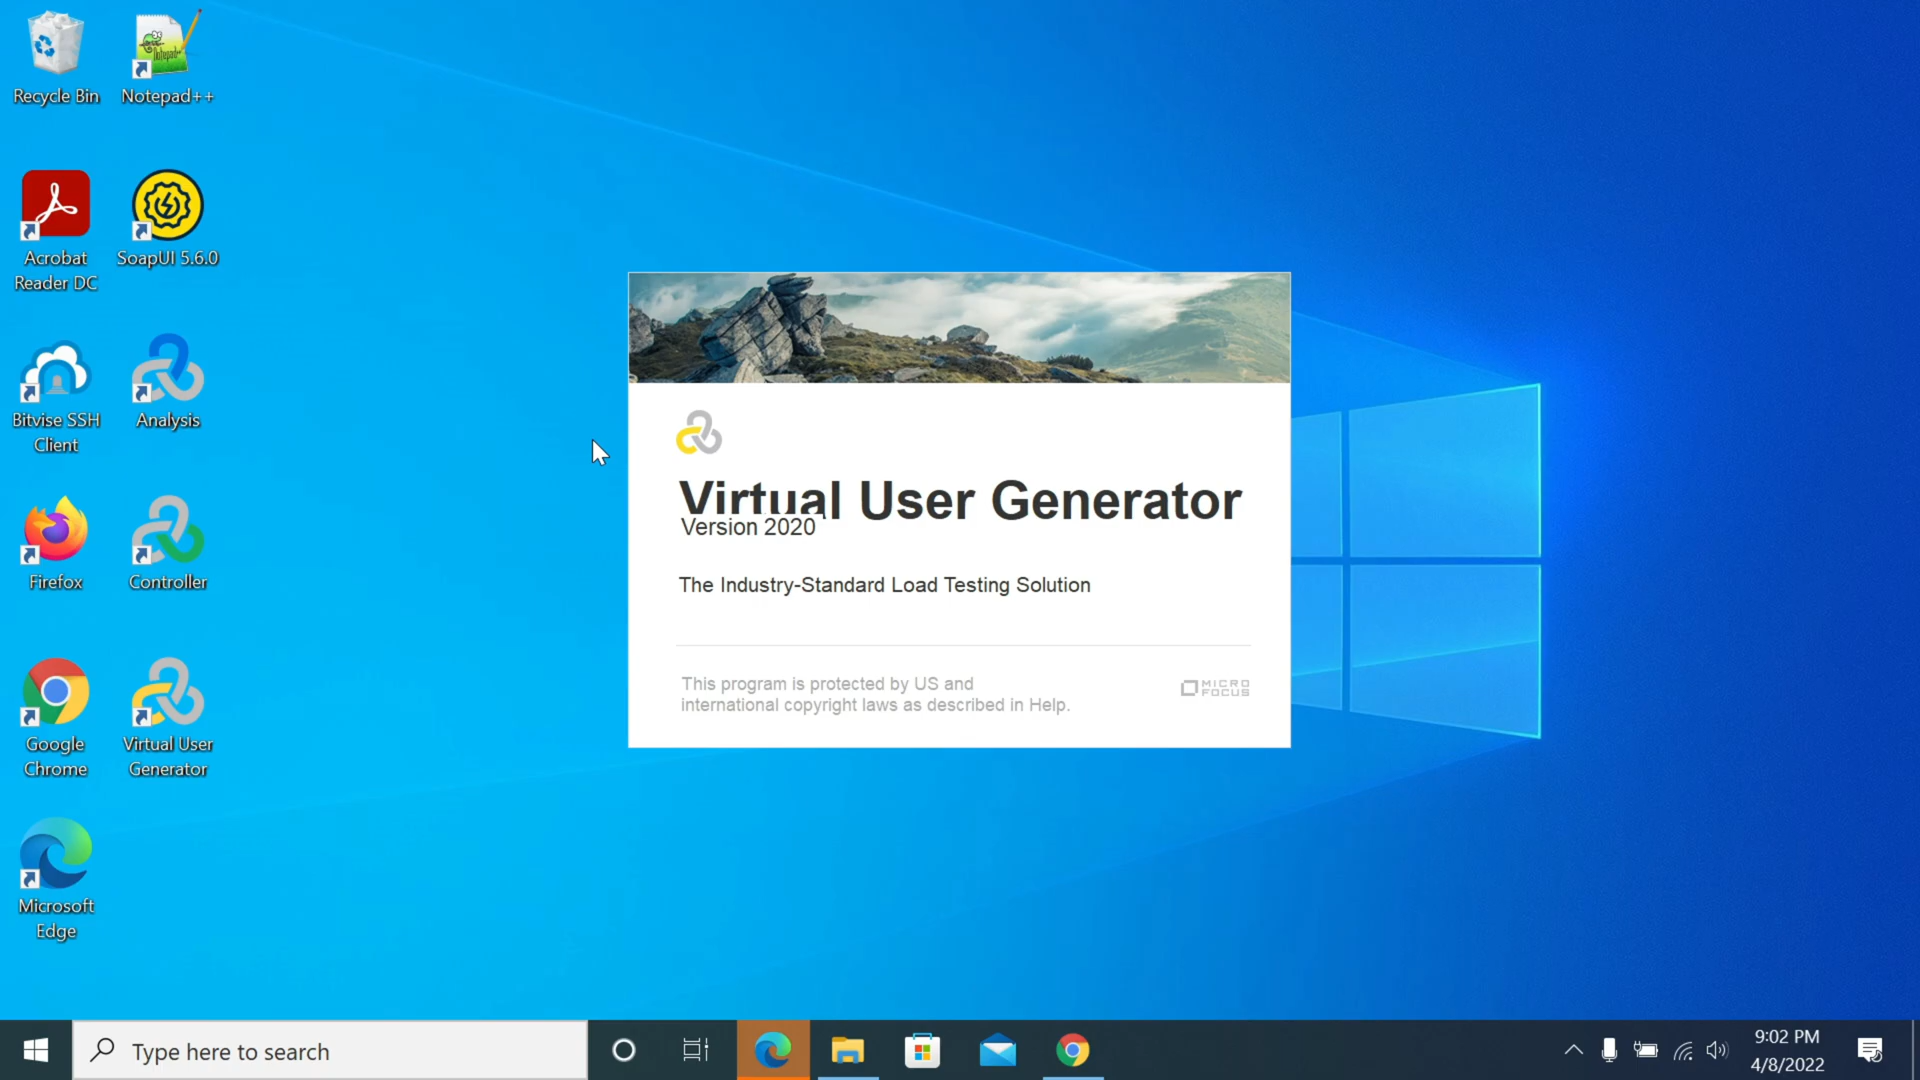 Recycle Bin
Notepad++
Acrobat
Reader DC
SoapUI 5.6.0
Bitvise SSH
Client
Analysis
Firefox
Controller
Google
Chrome
Virtual User
Generator
Microsoft
Edge
Virtual User Generator
Version 2020
The Industry-Standard Load Testing Solution
This program is protected by US and
international copyright laws as described in Help.
MICRO
FOCUS
Type here to search
9:02 PM
4/8/2022